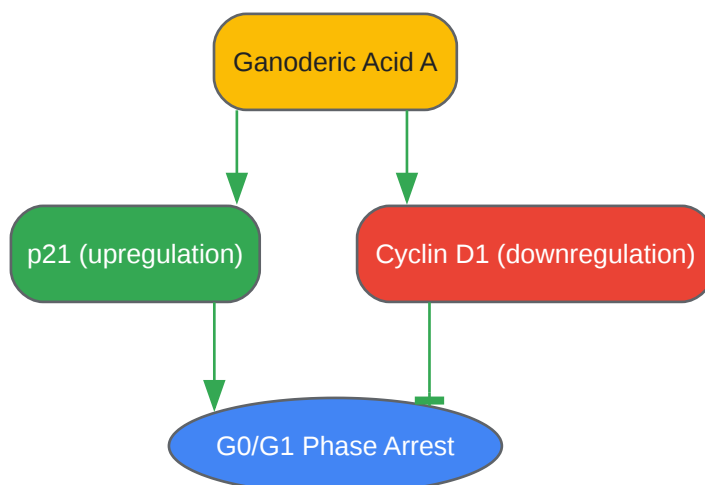 Ganoderic Acid A
p21 (upregulation)
Cyclin D1 (downregulation)
G0/G1 Phase Arrest